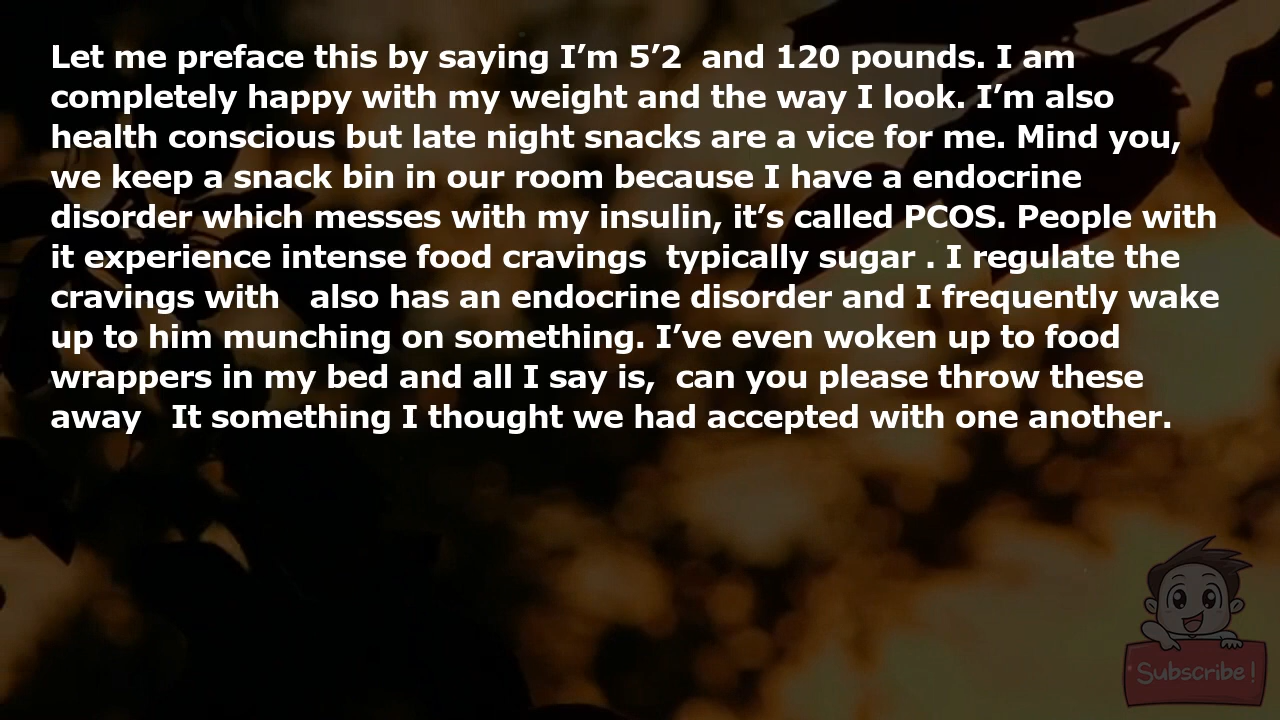 Let me preface this by saying I’m 5’2  and 120 pounds. I am
completely happy with my weight and the way I look. I’m also
health conscious but late night snacks are a vice for me. Mind you,
we keep a snack bin in our room because I have a endocrine
disorder which messes with my insulin, it’s called PCOS. People with
it experience intense food cravings  typically sugar . I regulate the
cravings with   also has an endocrine disorder and I frequently wake
up to him munching on something. I’ve even woken up to food
wrappers in my bed and all I say is,  can you please throw these
away   It something I thought we had accepted with one another.
Subscribe!